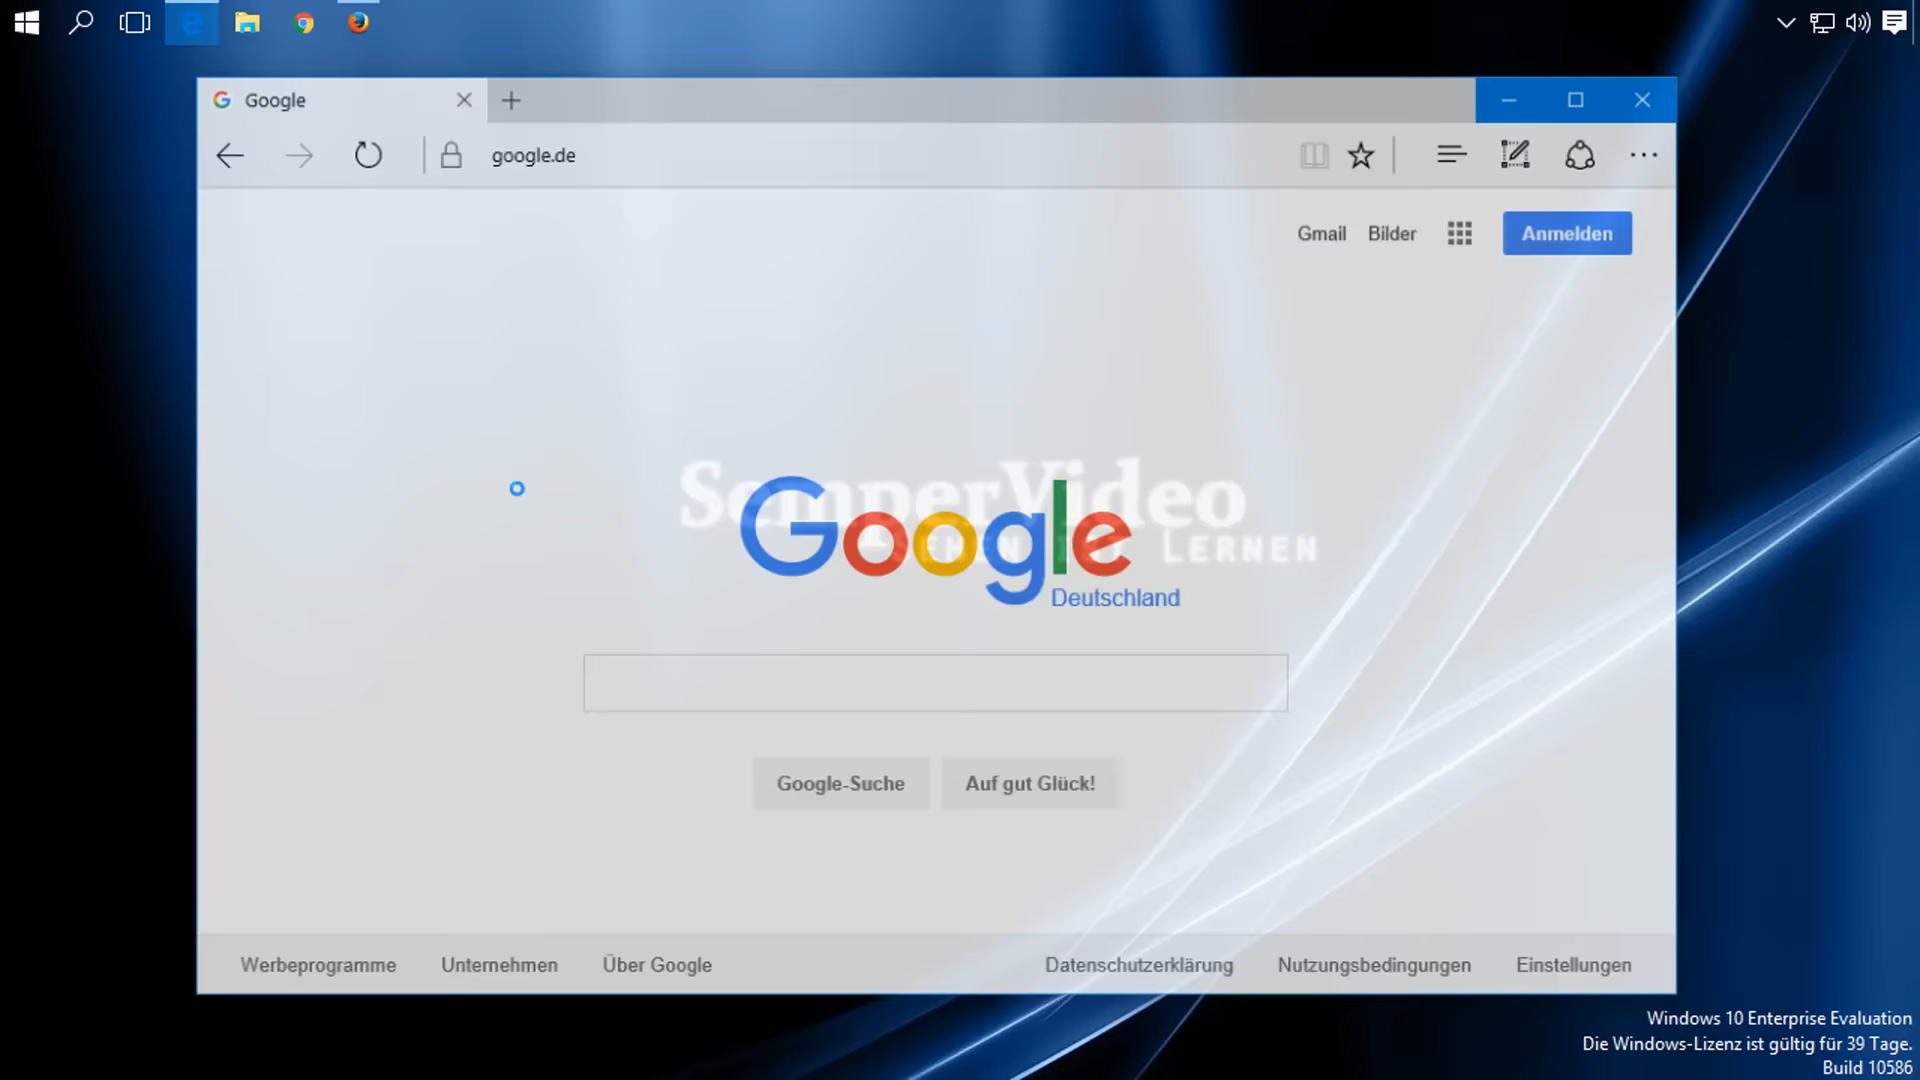 Google
google.de
Gmail Bilder Anmelden
SemperVideo
Lernen
Google
Deutschland
Google-Suche Auf gut Glück!
Werbeprogramme Unternehmen Über Google Datenschutzerklärung Nutzungsbedingungen Einstellungen
Windows 10 Enterprise Evaluation
Die Windows-Lizenz ist gültig für 39 Tage.
Build 10586